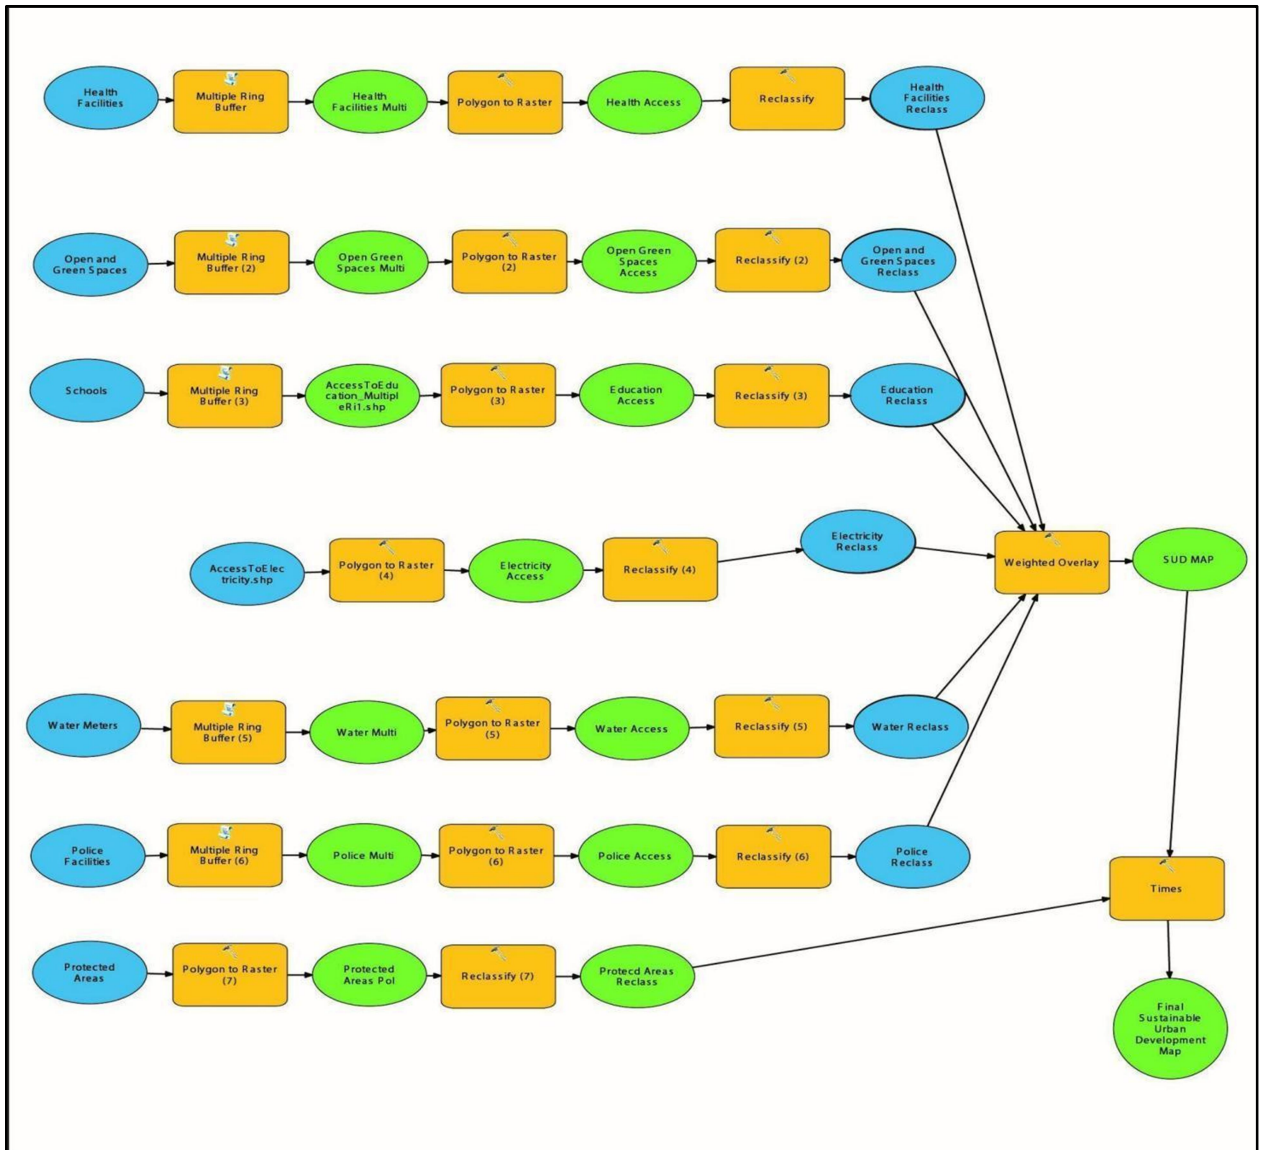 Health
Facilities
Multiple Ring
Buffer
Health
Facilities Multi
Polygon to Raster
Health Access
Reclassify
Health
Facilities
Reclass
Open and
Green Spaces
Multiple Ring
Buffer (2)
Open Green
Spaces Multi
Polygon to Raster
(2)
Open Green
Spaces
Access
Reclassify (2)
Open and
Green Spaces
Reclass
Schools
Multiple Ring
Buffer (3)
AccessToEdu
cation_Multipl
eRi1.shp
Polygon to Raster
(3)
Education
Access
Reclassify (3)
Education
Reclass
AccessToElec
tricity.shp
Polygon to Raster
(4)
Electricity
Access
Reclassify (4)
Electricity
Reclass
Weighted Overlay
SUD MAP
Water Meters
Multiple Ring
Buffer (5)
Water Multi
Polygon to Raster
(5)
Water Access
Reclassify (5)
Water Reclass
Police
Facilities
Multiple Ring
Buffer (6)
Police Multi
Polygon to Raster
(6)
Police Access
Reclassify (6)
Police
Reclass
Times
Protected
Areas
Polygon to Raster
(7)
Protected
Areas Pol
Reclassify (7)
Protecd Areas
Reclass
Final
Sustainable
Urban
Development
Map